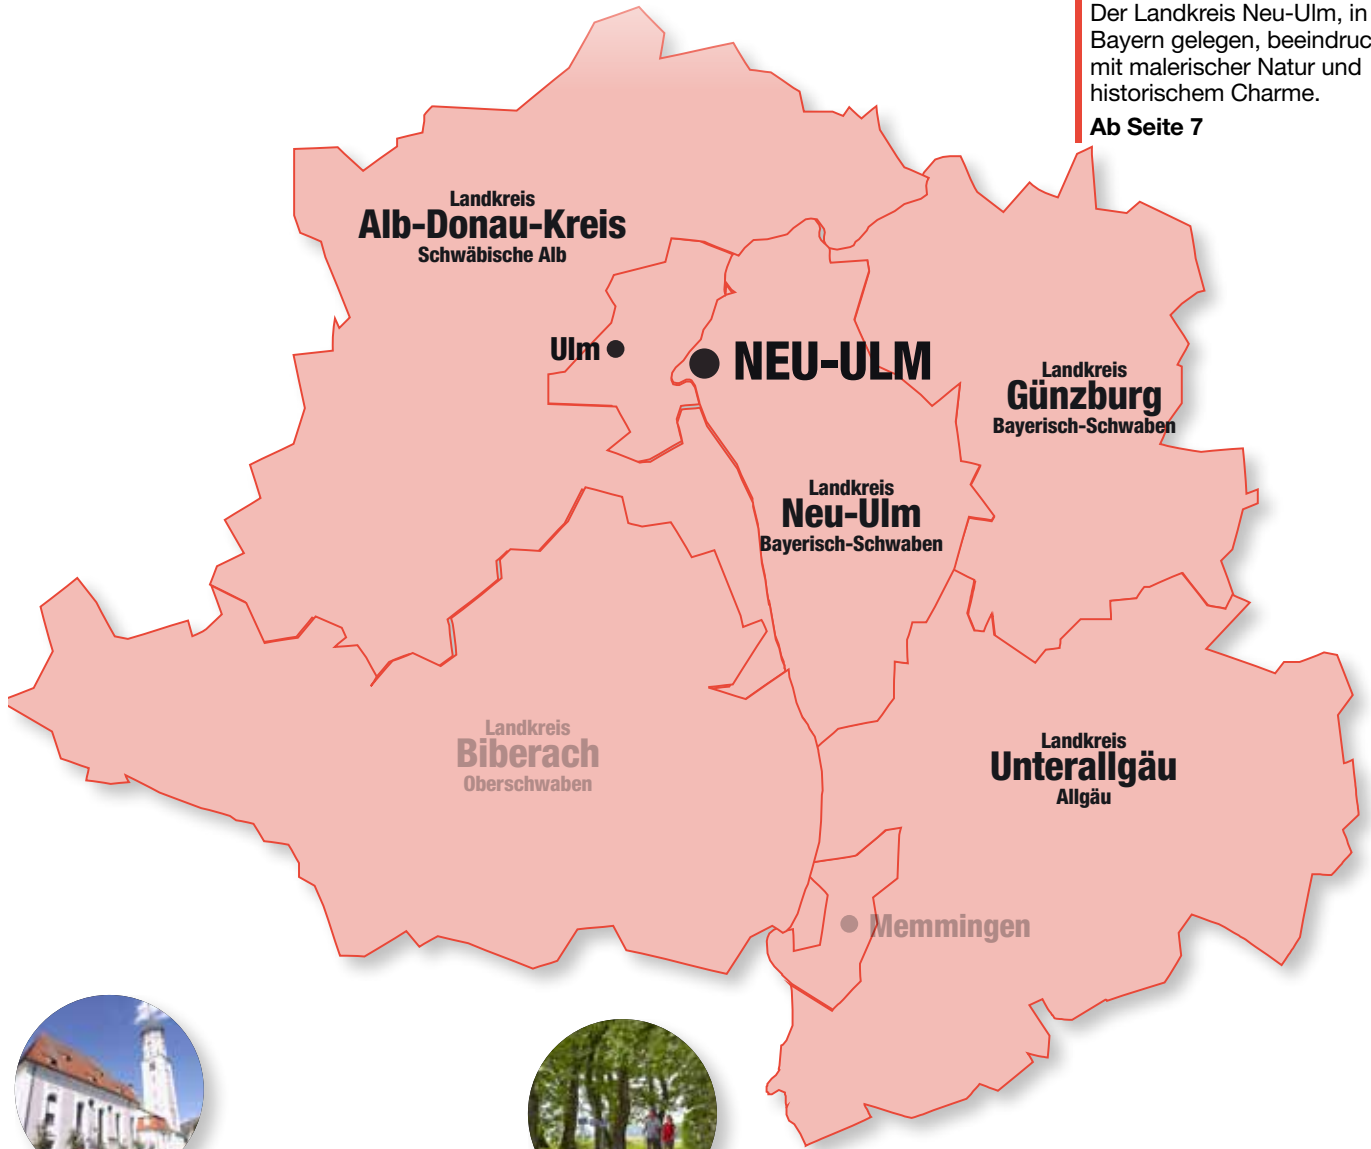 Der Landkreis Neu-Ulm, in
Bayern gelegen, beeindruc
mit malerischer Natur und
historischem Charme.
Ab Seite 7
Landkreis
Alb-Donau-Kreis
Schwäbische Alb
Ulm
NEU-ULM
Landkreis
Günzburg
Bayerisch-Schwaben
Landkreis
Neu-Ulm
Bayerisch-Schwaben
Landkreis
Biberach
Oberschwaben
Landkreis
Unterallgäu
Allgäu
Memmingen